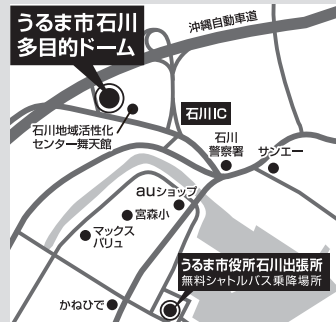 うるま市石川
多目的ドーム
沖縄自動車道
石川地域活性化
センター舞天館
石川IC
石川
警察署
サンエー
auショップ
宮森小
マックス
バリュ
うるま市役所石川出張所
無料シャトルバス乗降場所
かねひで